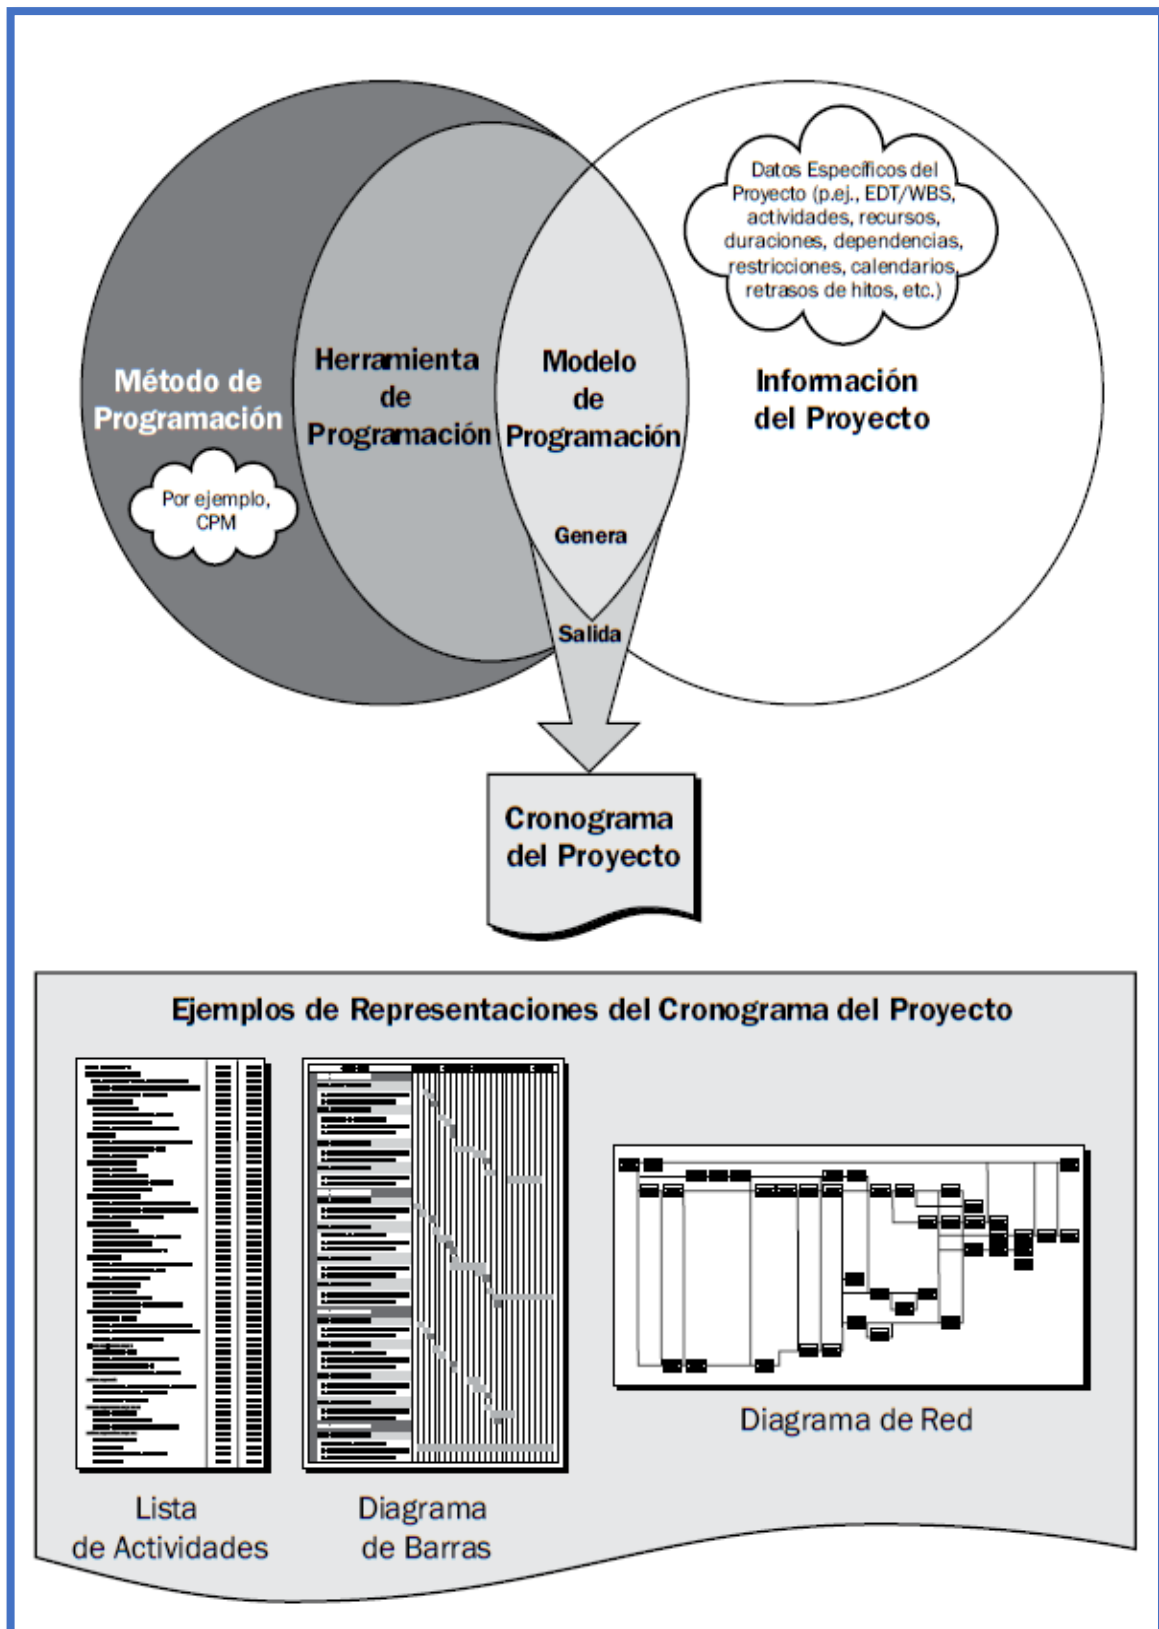 Datos Específicos del
Proyecto (p.ej., EDT/WBS,
actividades, recursos,
duraciones, dependencias,
restricciones, calendarios,
retrasos de hitos, etc.)
Método de
Programación
Por ejemplo,
CPM
Herramienta
de
Programación
Modelo
de
Programación
Genera
Salida
Información
del Proyecto
Cronograma
del Proyecto
Ejemplos de Representaciones del Cronograma del Proyecto
Lista
de Actividades
Diagrama
de Barras
Diagrama de Red